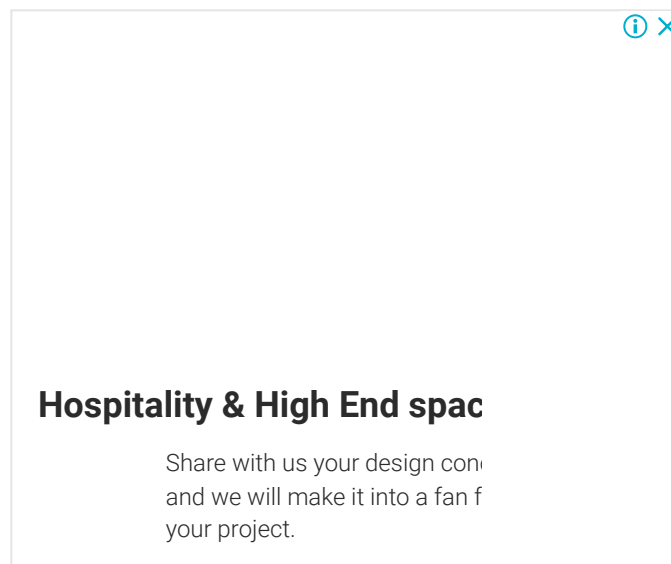 Hospitality & High End spac
Share with us your design con
and we will make it into a fan f
your project.